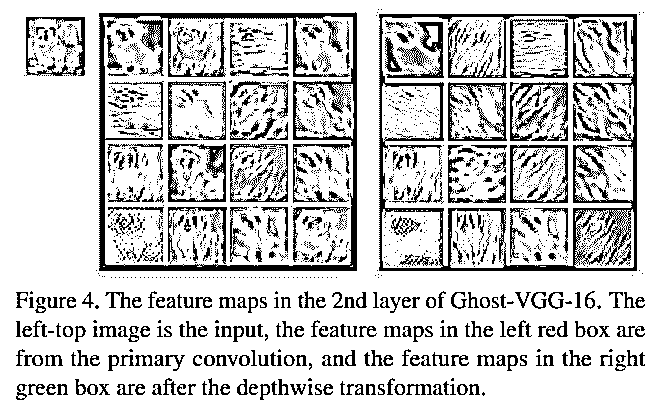 Figure 4. The feature maps in the 2nd layer of Ghost-VGG-16. The
left-top image is the input, the feature maps in the left red box are
from the primary convolution, and the feature maps in the right
green box are after the depthwise transformation.